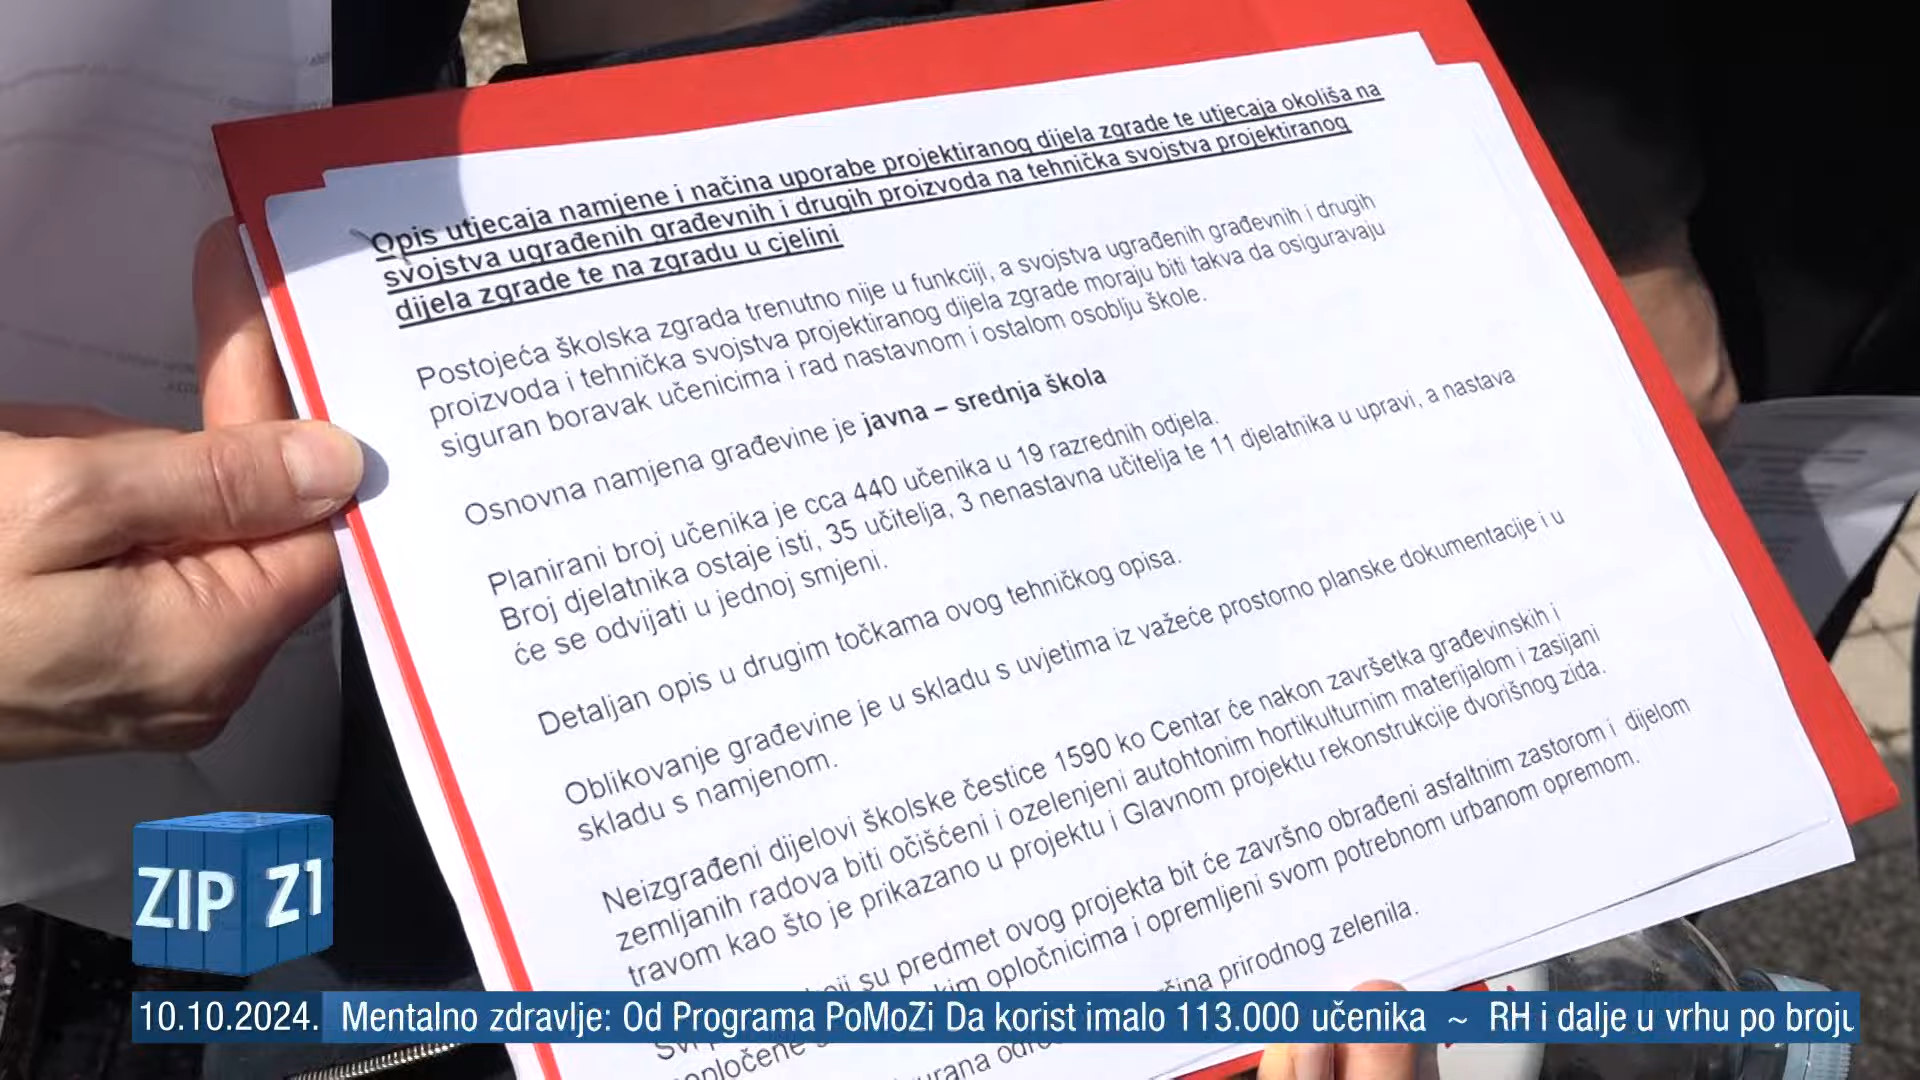 Opis utjecaja namjene i načina uporabe projektiranog dijela zgrade te utjecaja okoliša na
svojstva ugrađenih građevnih i drugih proizvoda na tehnička svojstva projektiranog
dijela zgrade te na zgradu u cjelini
Postojeća školska zgrada trenutno nije u funkciji, a svojstva ugrađenih građevnih i drugih
proizvoda i tehnička svojstva projektiranog dijela zgrade moraju biti takva da osiguravaju
siguran boravak učenicima i rad nastavnom i ostalom osoblju škole.
Osnovna namjena građevine je javna – srednja škola
Planirani broj učenika je cca 440 učenika u 19 razrednih odjela.
Broj djelatnika ostaje isti, 35 učitelja, 3 nenastavna učitelja te 11 djelatnika u upravi, a nastava
će se odvijati u jednoj smjeni.
Detaljan opis u drugim točkama ovog tehničkog opisa.
Oblikovanje građevine je u skladu s uvjetima iz važeće prostorno planske dokumentacije i u
skladu s namjenom.
Neizgrađeni dijelovi školske čestice 1590 ko Centar će nakon završetka građevinskih i
zemljanih radova biti očišćeni i ozelenjeni autohtonim hortikulturnim materijalom i zasijani
travom kao što je prikazano u projektu i Glavnom projektu rekonstrukcije dvorišnog zida.
su predmet ovog projekta bit će završno obrađeni asfaltnim zastorom i dijelom
opločnicima i opremljeni svom potrebnom urbanom opremom.
prirodnog zelenila.
ZIP Z1
10.10.2024. Mentalno zdravlje: Od Programa PoMoZi Da korist imalo 113.000 učenika ~ RH i dalje u vrhu po broju